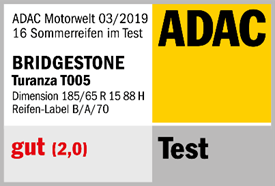 ADAC Motorwelt 03/2019
16 Sommerreifen im Test
BRIDGESTONE
Turanza T005
Dimension 185/65 R 15 88 H
Reifen-Label B/A/70
gut (2,0)
ADAC
Test